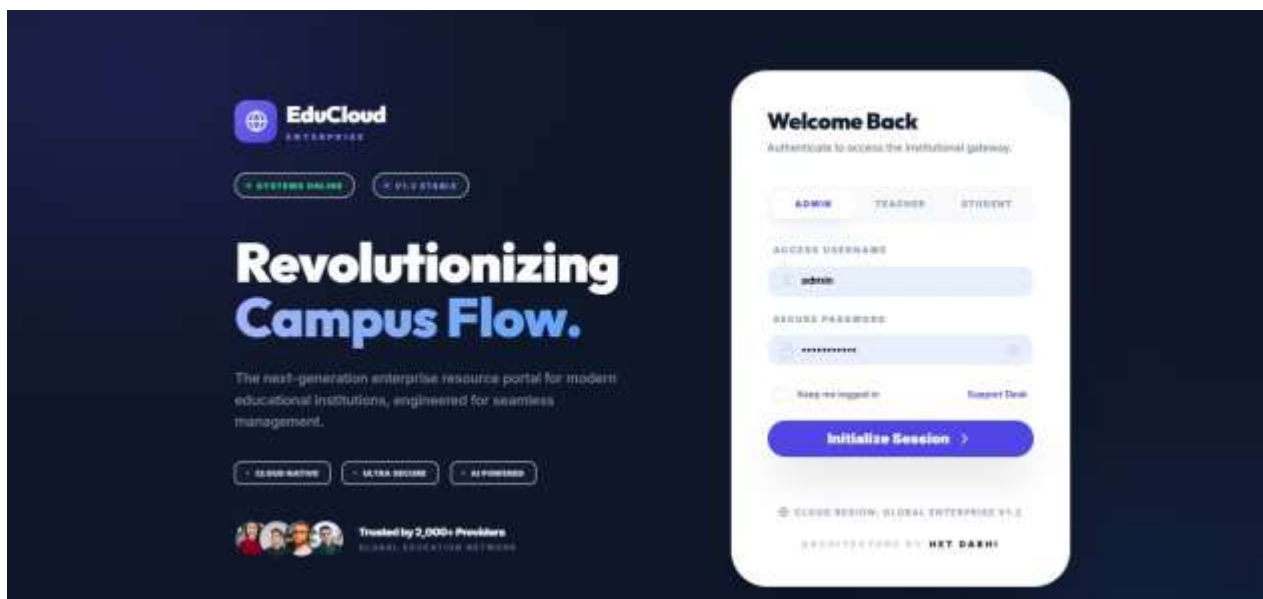 EduCloud
ENTERPRISE
SYSTEMS ONLINE
V1.2 STABLE
Revolutionizing
Campus Flow.
The next-generation enterprise resource portal for modern
educational institutions, engineered for seamless
management.
CLOUD NATIVE
ULTRA SECURE
AI POWERED
Trusted by 2,000+ Providers
GLOBAL EDUCATION NETWORK
Welcome Back
Authenticate to access the institutional gateway.
ADMIN TEACHER STUDENT
ACCESS USERNAME
admin
SECURE PASSWORD
•••••••••••
Keep me logged in Support Desk
Initialize Session
CLOUD REGION: GLOBAL ENTERPRISE V1.2
ARCHITECTURE BY HET DABHI